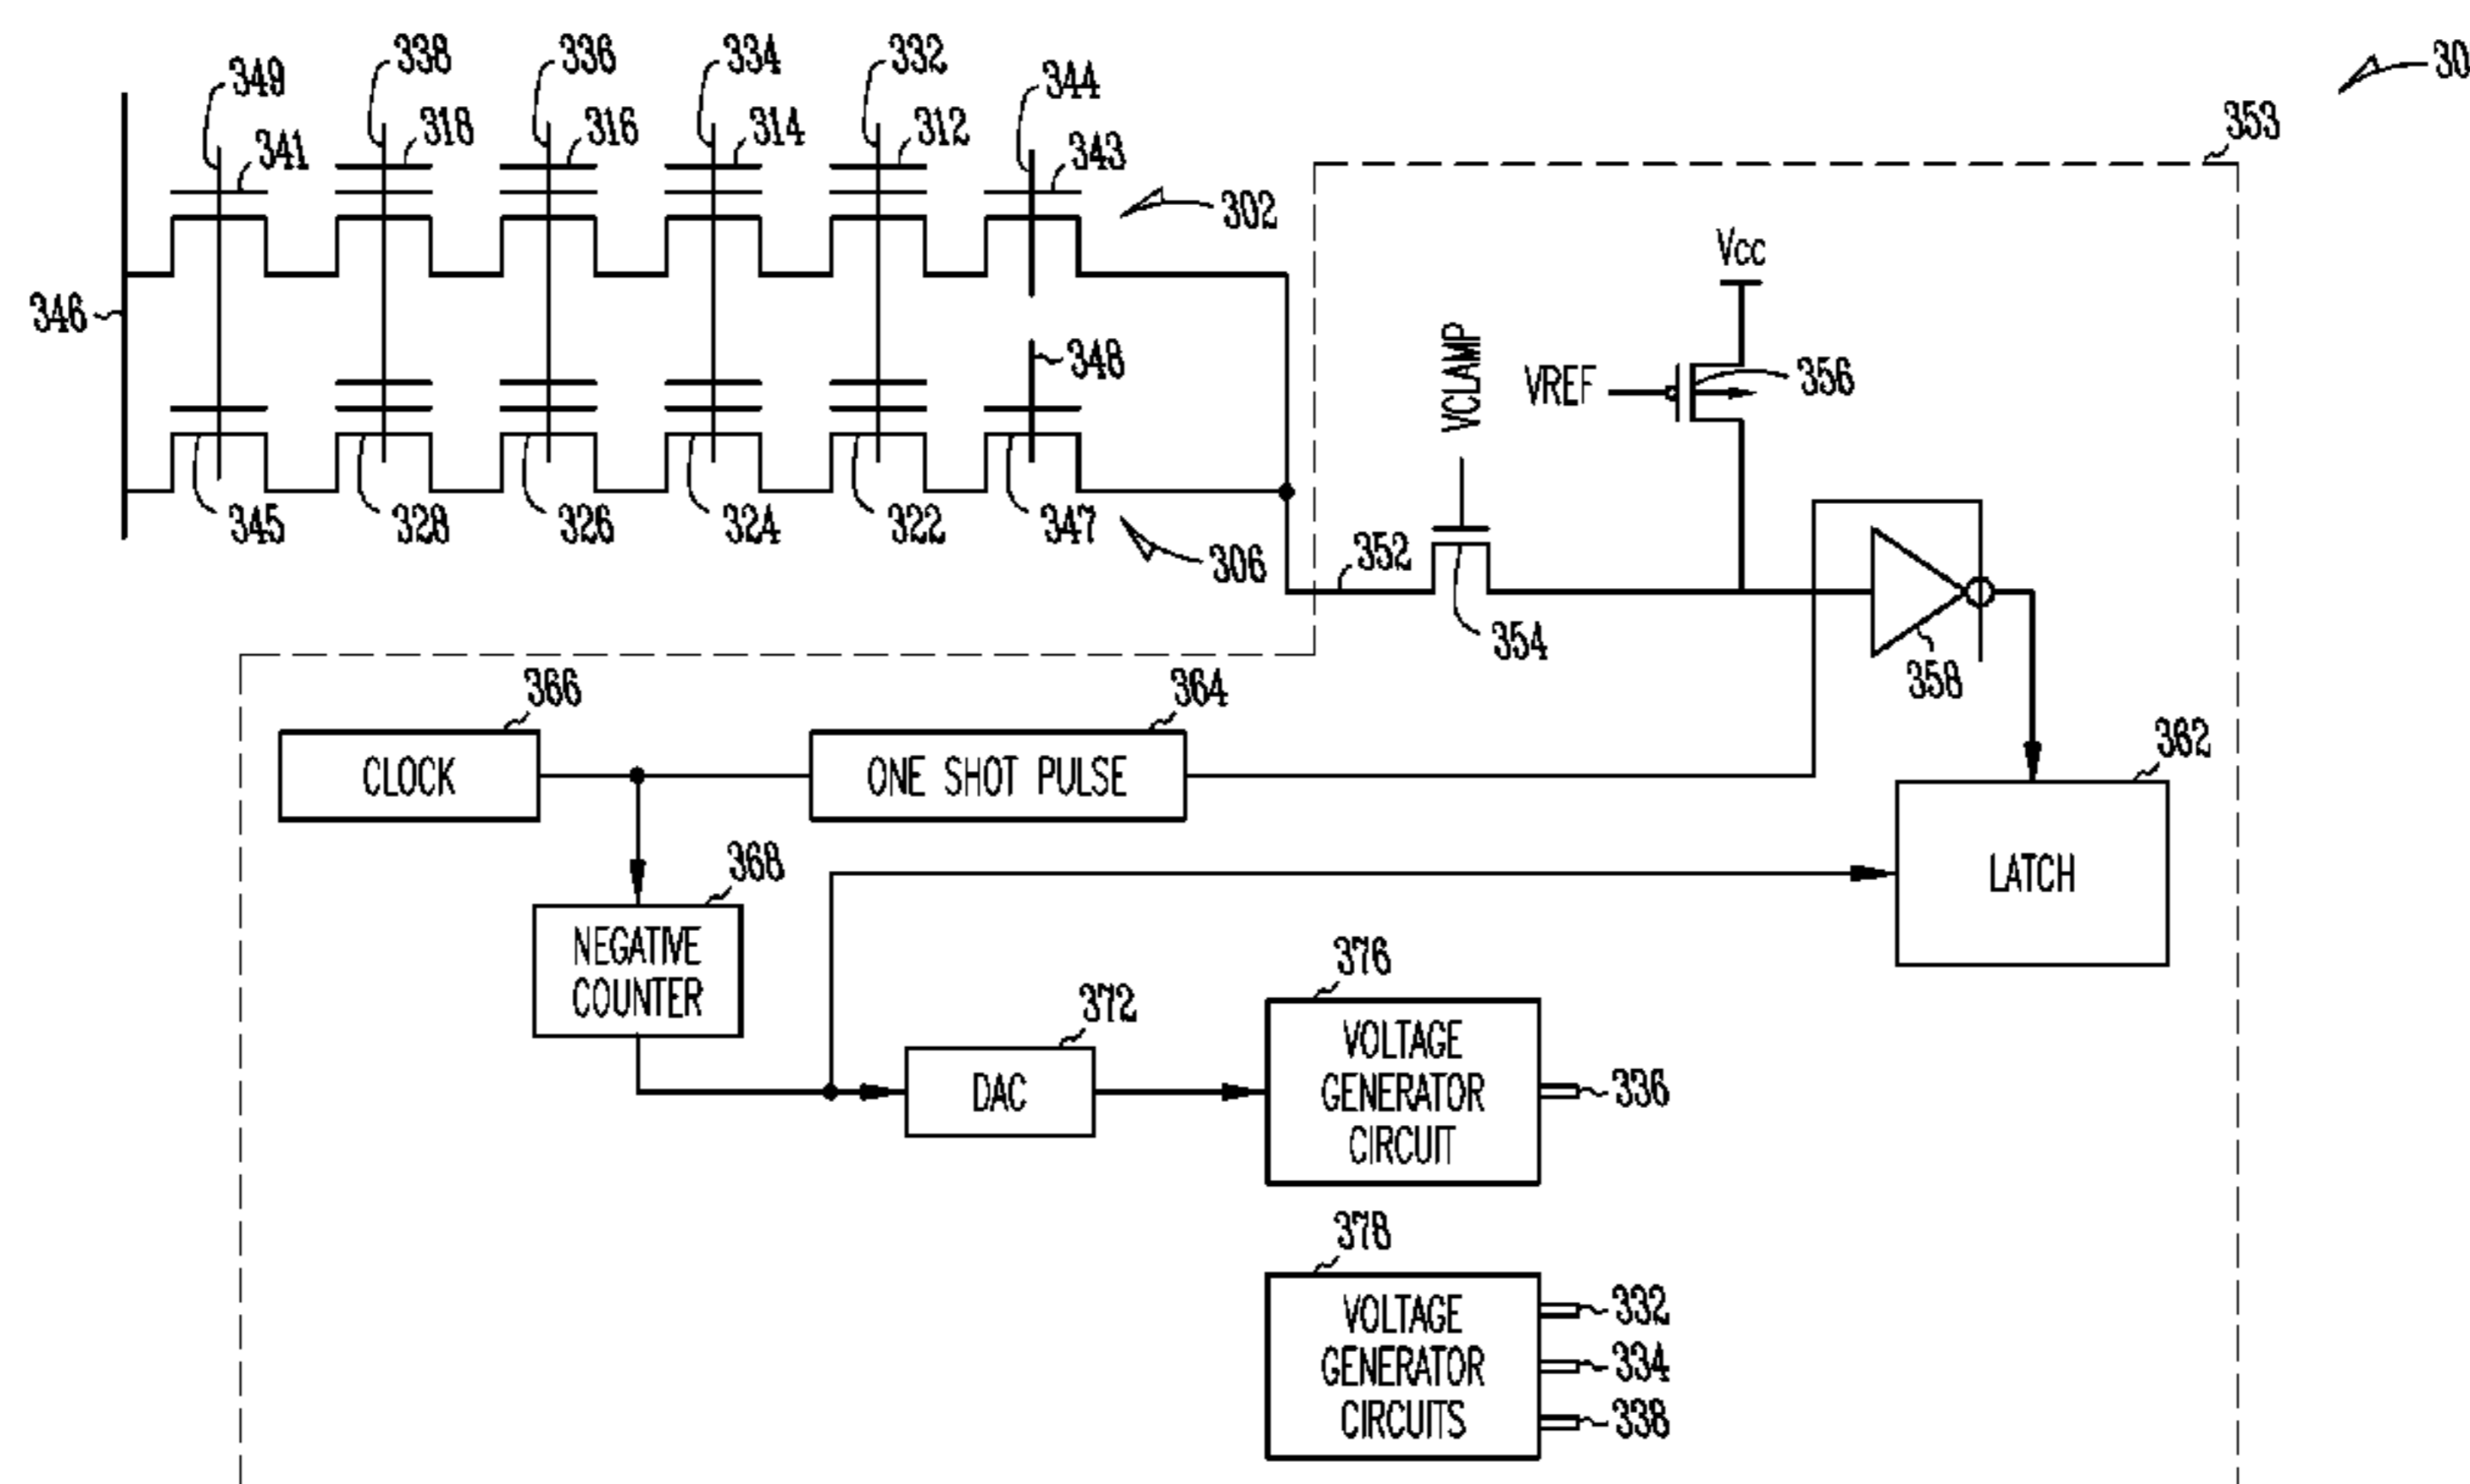 349
338
336
334
332
344
30
341
318
316
314
312
343
353
302
346
Vcc
348
VCLAMP
VREF
356
345
328
326
324
322
347
306
352
354
358
366
364
362
CLOCK
ONE SHOT PULSE
368
LATCH
NEGATIVE
COUNTER
376
372
VOLTAGE
GENERATOR
CIRCUIT
DAC
336
378
VOLTAGE
GENERATOR
CIRCUITS
332
334
338